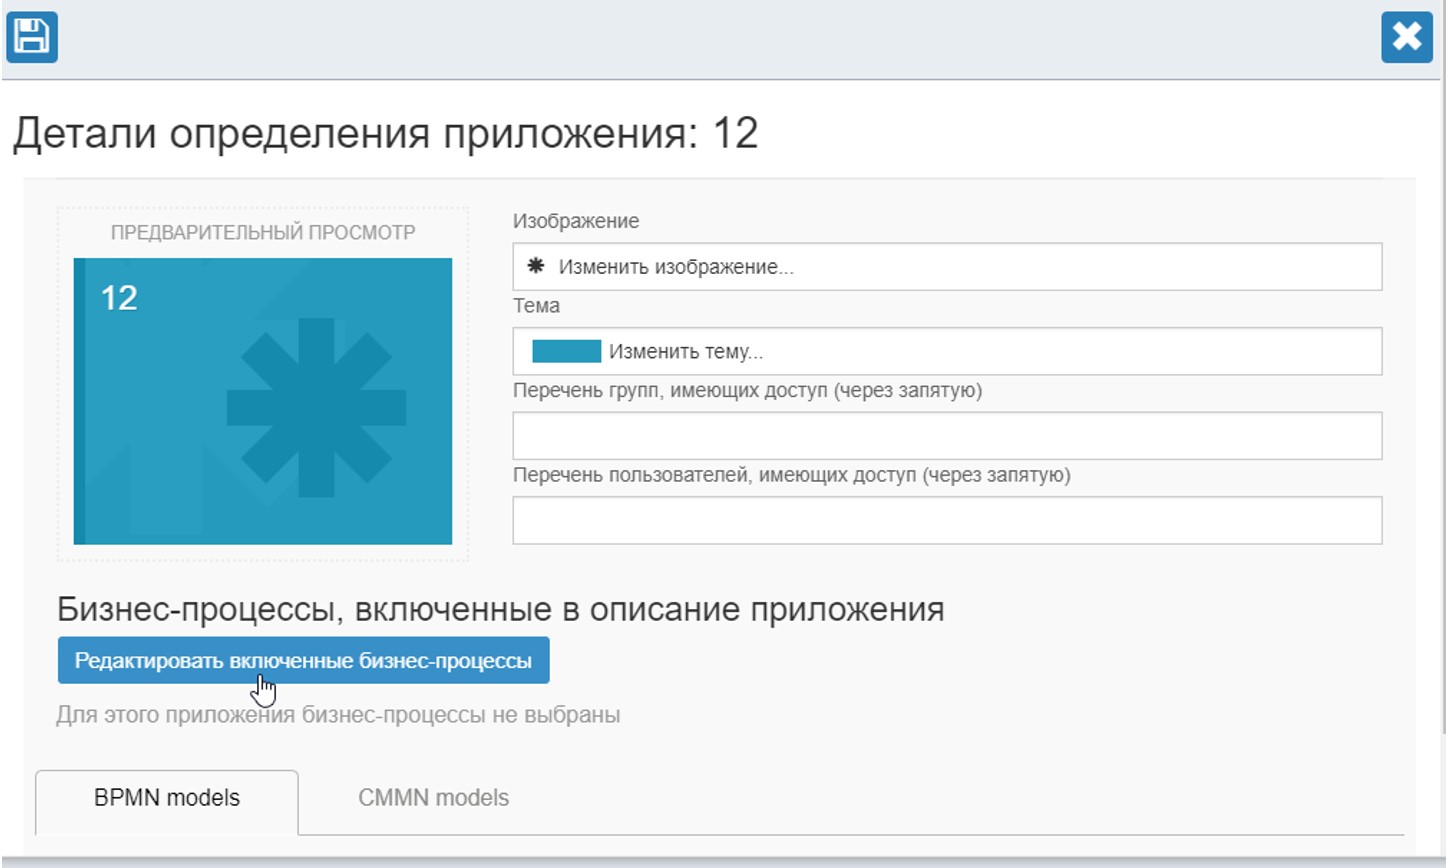 Детали определения приложения: 12
ПРЕДВАРИТЕЛЬНЫЙ ПРОСМОТР
12
Изображение
Изменить изображение...
Тема
Изменить тему...
Перечень групп, имеющих доступ (через запятую)
Перечень пользователей, имеющих доступ (через запятую)
Бизнес-процессы, включенные в описание приложения
Редактировать включенные бизнес-процессы
Для этого приложения бизнес-процессы не выбраны
BPMN models
CMMN models